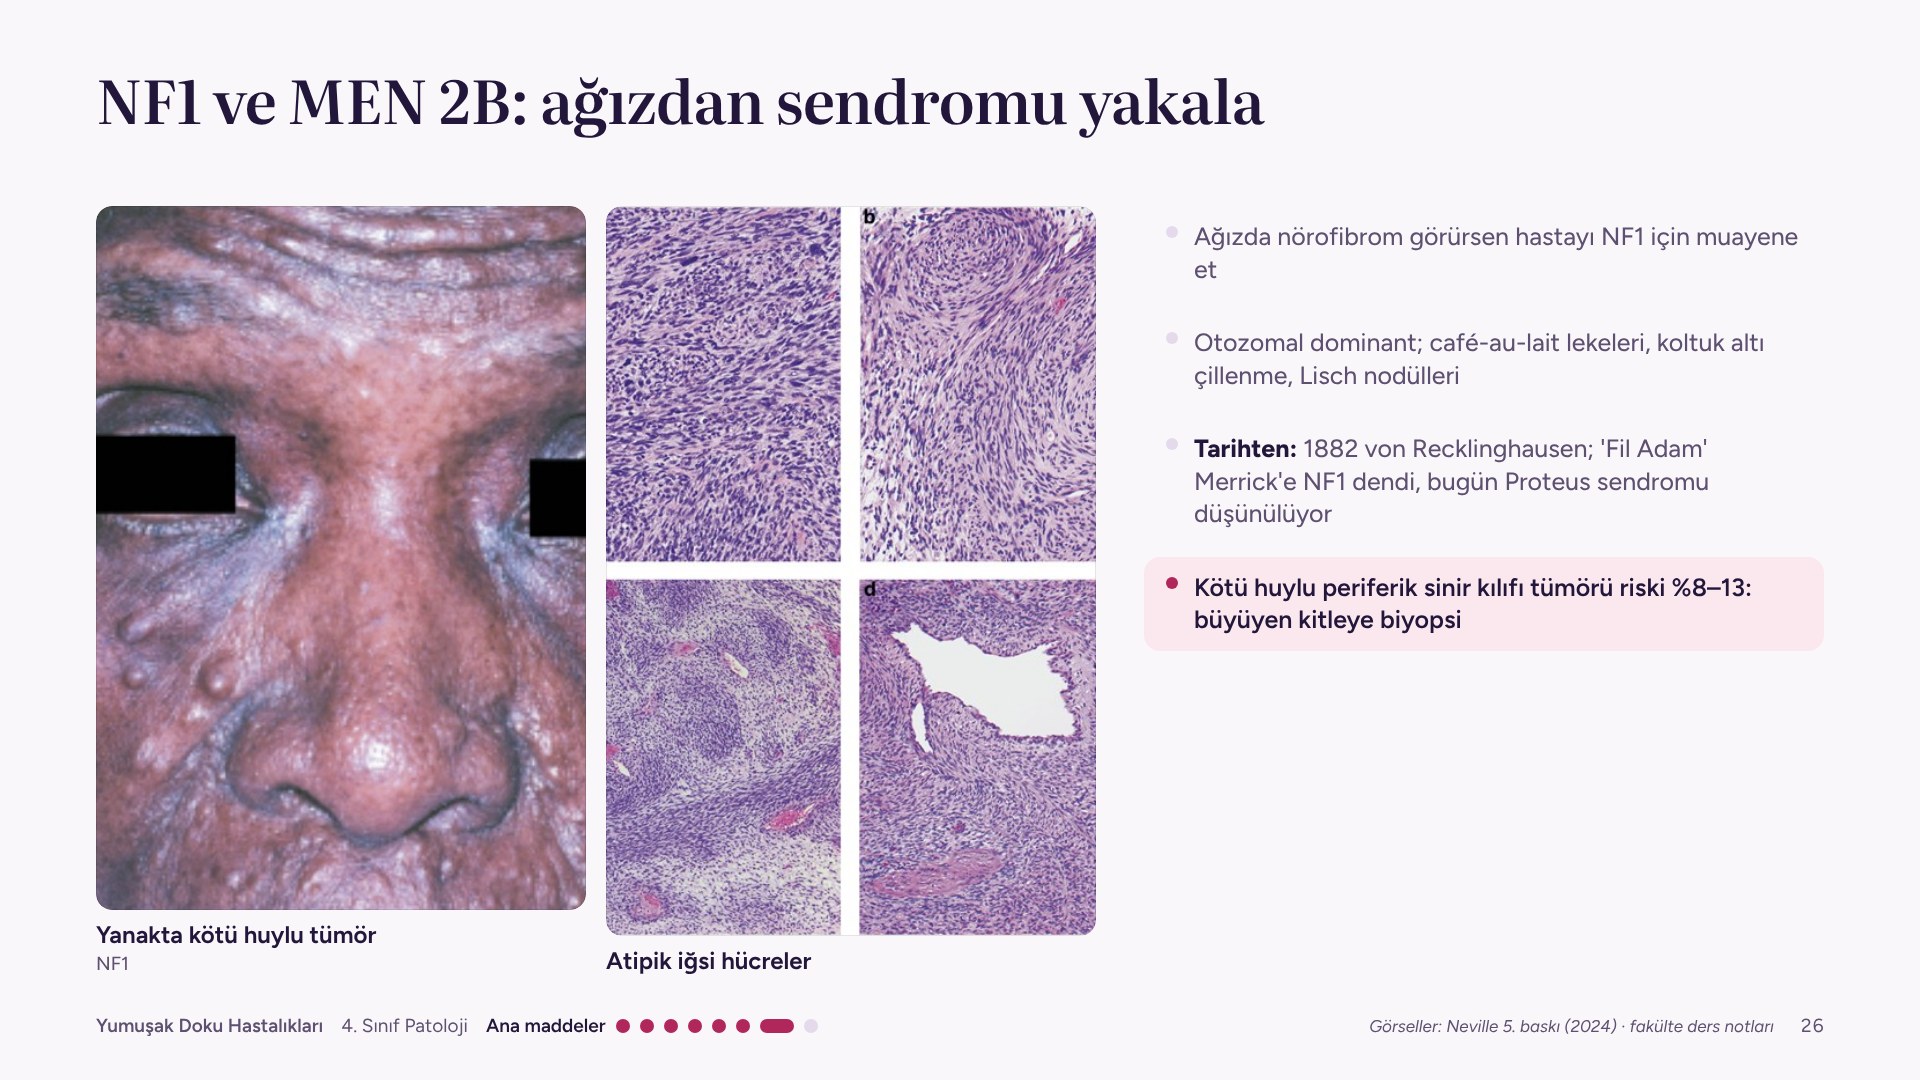 NF1 ve MEN 2B: ağızdan sendromu yakala
b
d
Yanakta kötü huylu tümör
NF1
Atipik iğsi hücreler
Ağızda nörofibrom görürsen hastayı NF1 için muayene
et
Otozomal dominant; café-au-lait lekeleri, koltuk altı
çillenme, Lisch nodülleri
Tarihten: 1882 von Recklinghausen; 'Fil Adam'
Merrick'e NF1 dendi, bugün Proteus sendromu
düşünülüyor
Kötü huylu periferik sinir kılıfı tümörü riski %8–13:
büyüyen kitleye biyopsi
Yumuşak Doku Hastalıkları 4. Sınıf Patoloji Ana maddeler
Görseller: Neville 5. baskı (2024) · fakülte ders notları 26